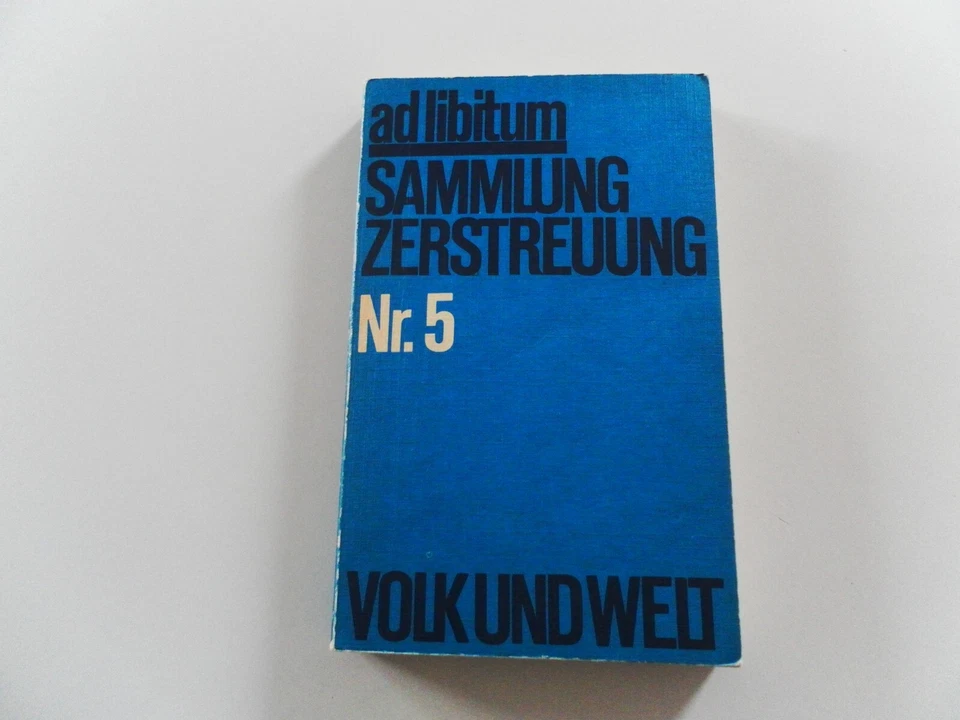 ad libitum
SAMMLUNG
ZERSTREUUNG
Nr. 5
VOLK UND WELT